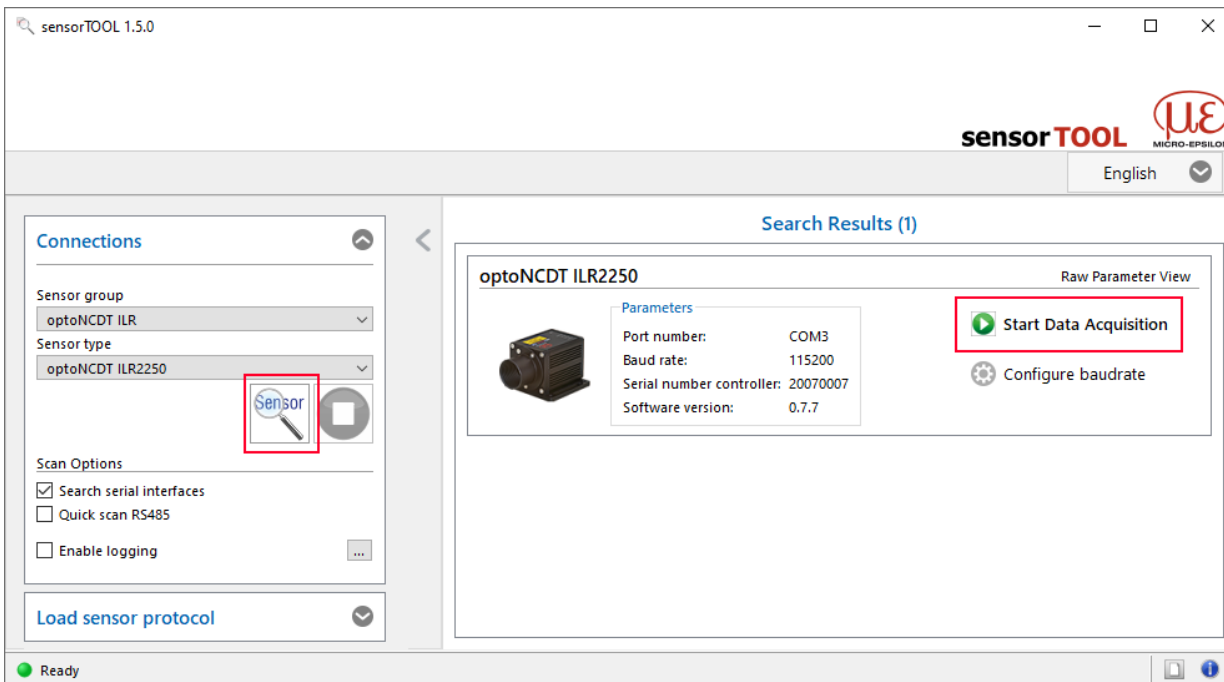 sensorTOOL 1.5.0
sensorTOOL
με
MICRO-EPSILON
English
Connections
Sensor group
optoNCDT ILR
Sensor type
optoNCDT ILR2250
Sensor
Scan Options
Search serial interfaces
Quick scan RS485
Enable logging
...
Load sensor protocol
Search Results (1)
optoNCDT ILR2250
Raw Parameter View
Parameters
Port number: COM3
Baud rate: 115200
Serial number controller: 20070007
Software version: 0.7.7
Start Data Acquisition
Configure baudrate
Ready